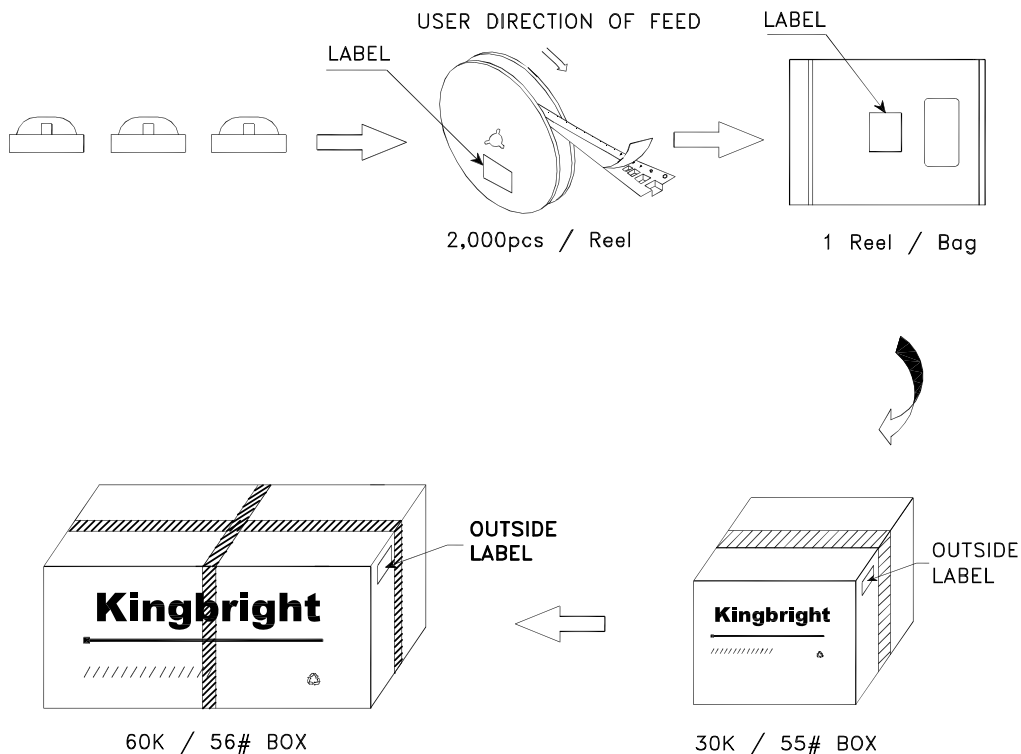 USER DIRECTION OF FEED
LABEL
LABEL
2,000pcs / Reel
1 Reel / Bag
OUTSIDE
LABEL
Kingbright
60K / 56# BOX
OUTSIDE
LABEL
Kingbright
30K / 55# BOX